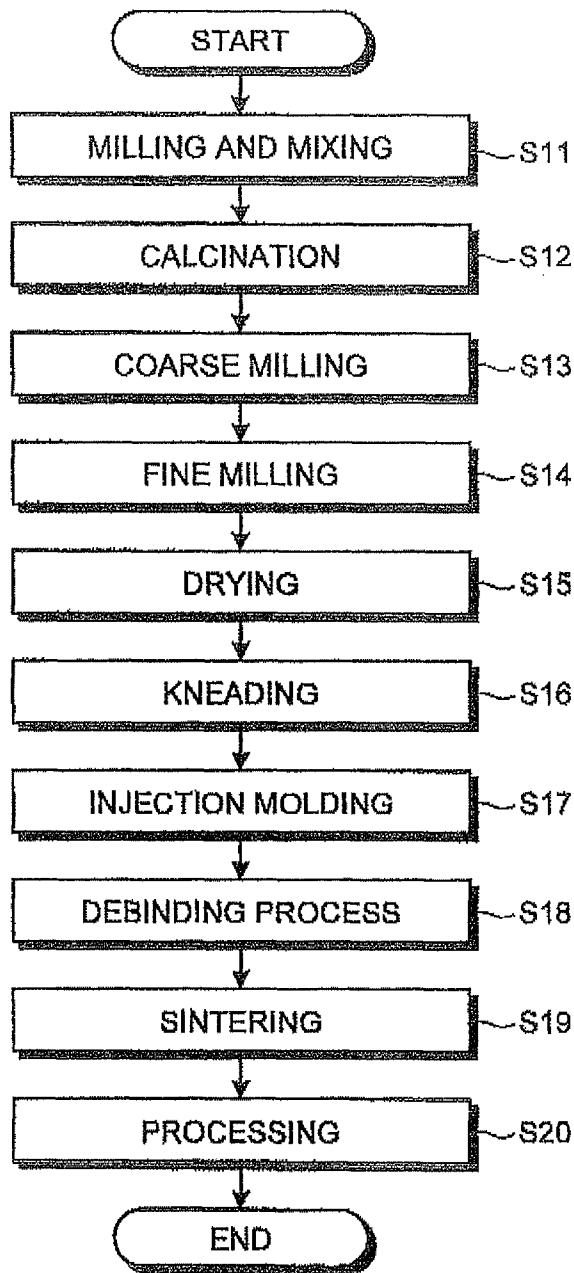 START
MILLING AND MIXING S11
CALCINATION S12
COARSE MILLING S13
FINE MILLING S14
DRYING S15
KNEADING S16
INJECTION MOLDING S17
DEBINDING PROCESS S18
SINTERING S19
PROCESSING S20
END